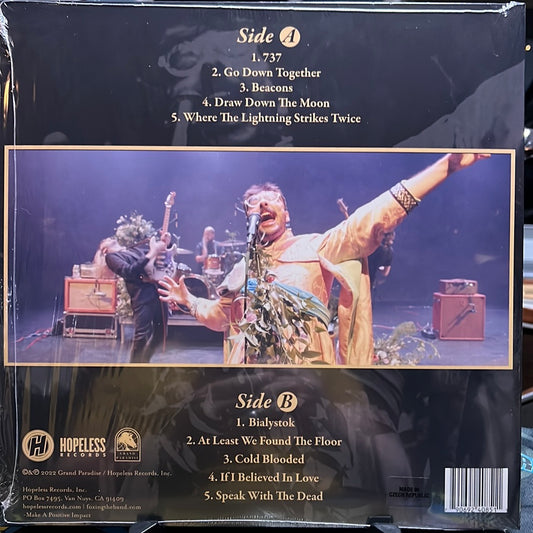 Side A
1. 737
2. Go Down Together
3. Beacons
4. Draw Down The Moon
5. Where The Lightning Strikes Twice
Side B
1. Bialystok
2. At Least We Found The Floor
3. Cold Blooded
4. If I Believed In Love
5. Speak With The Dead
H HOPELESS RECORDS
GRAND PARADISE
©&℗ 2022 Grand Paradise / Hopeless Records, Inc.
Hopeless Records, Inc.
PO Box 7495, Van Nuys, CA 91409
hopelessrecords.com | foxingtheband.com
-Make A Positive Impact
MADE IN
CZECH REPUBLIC